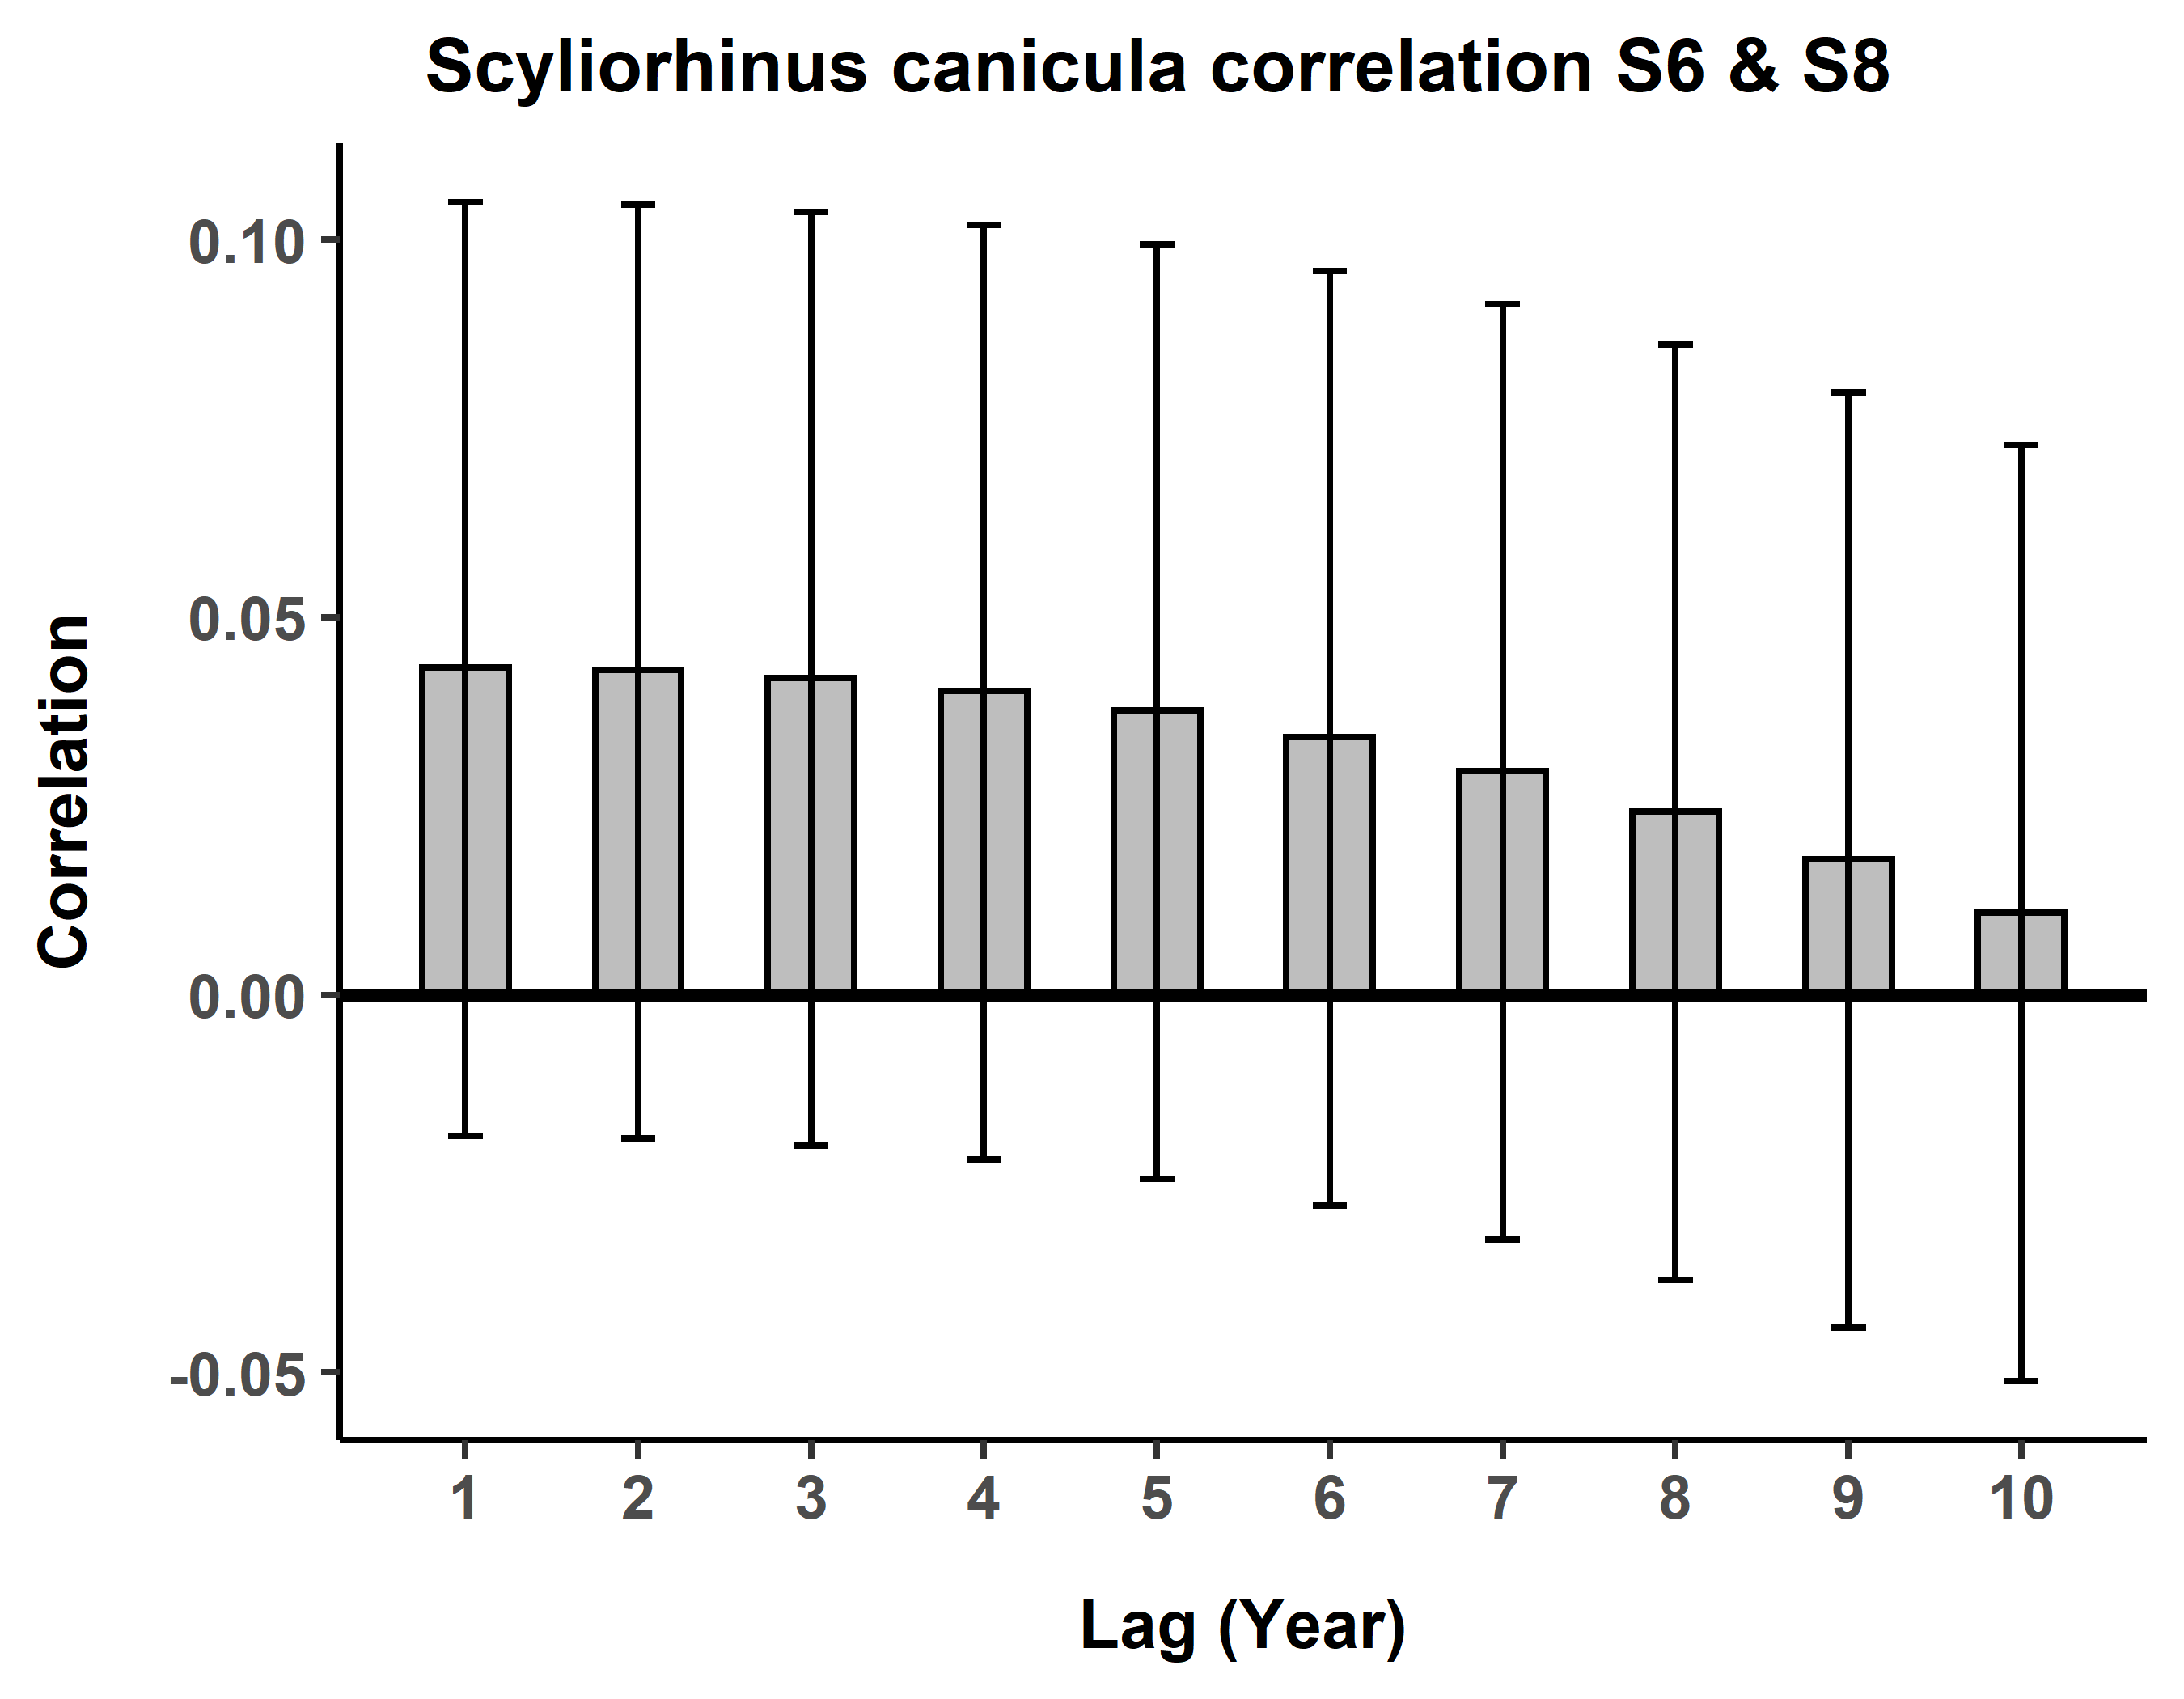 Scyliorhinus canicula correlation S6 & S8
Correlation
0.10
0.05
0.00
-0.05
1 2 3 4 5 6 7 8 9 10
Lag (Year)